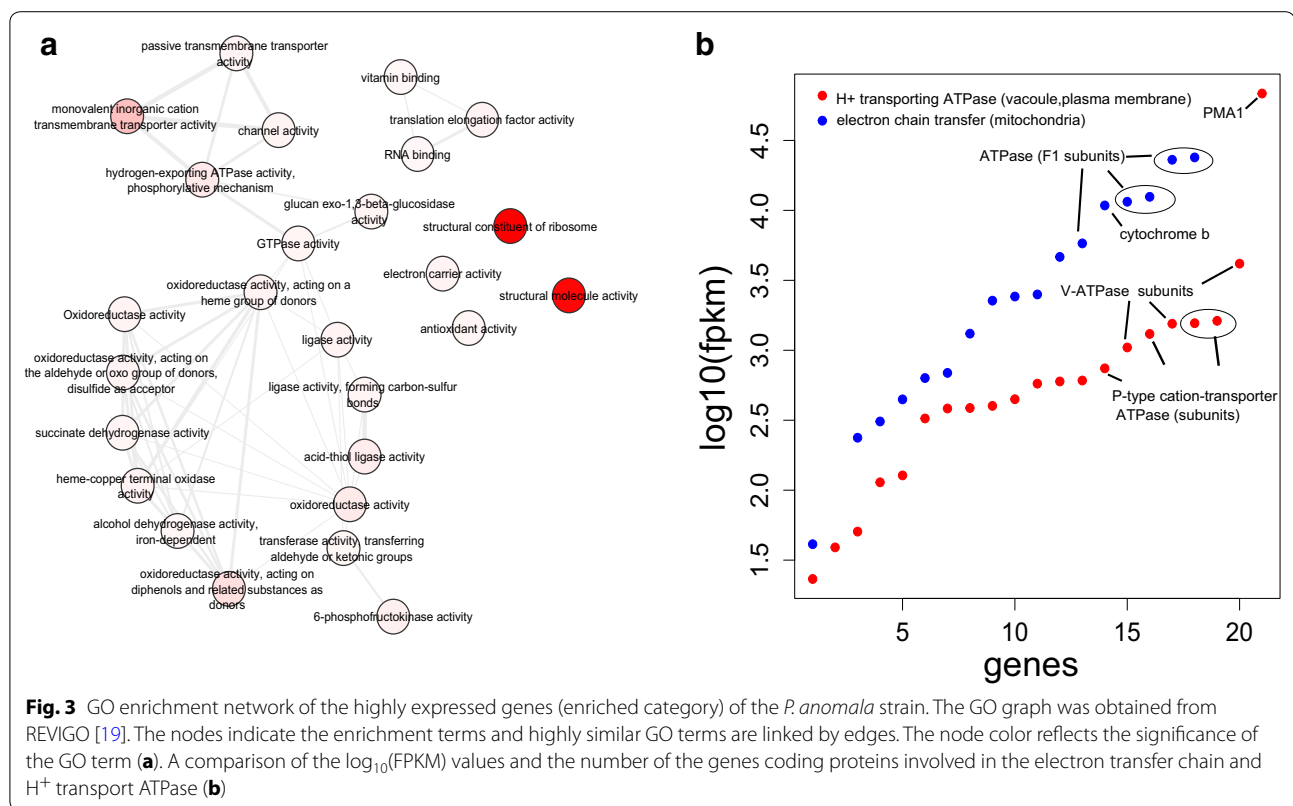 a
passive transmembrane transporter
activity
monovalent inorganic cation
transmembrane transporter activity
channel activity
hydrogen-exporting ATPase activity,
phosphorylative mechanism
vitamin binding
translation elongation factor activity
RNA binding
glucan exo-1,3-beta-glucosidase
activity
structural constituent of ribosome
GTPase activity
electron carrier activity
structural molecule activity
oxidoreductase activity, acting on a
heme group of donors
Oxidoreductase activity
antioxidant activity
ligase activity
oxidoreductase activity, acting on
the aldehyde or oxo group of donors,
disulfide as acceptor
ligase activity, forming carbon-sulfur
bonds
succinate dehydrogenase activity
acid-thiol ligase activity
heme-copper terminal oxidase
activity
oxidoreductase activity
alcohol dehydrogenase activity,
iron-dependent
transferase activity, transferring
aldehyde or ketonic groups
oxidoreductase activity, acting on
diphenols and related substances as
donors
6-phosphofructokinase activity
b
H+ transporting ATPase (vacoule,plasma membrane)
electron chain transfer (mitochondria)
PMA1
ATPase (F1 subunits)
cytochrome b
V-ATPase subunits
P-type cation-transporter
ATPase (subunits)
log10(fpkm)
4.5
4.0
3.5
3.0
2.5
2.0
1.5
5
10
15
20
genes
Fig. 3 GO enrichment network of the highly expressed genes (enriched category) of the P. anomala strain. The GO graph was obtained from
REVIGO [19]. The nodes indicate the enrichment terms and highly similar GO terms are linked by edges. The node color reflects the significance of
the GO term (a). A comparison of the log₁₀(FPKM) values and the number of the genes coding proteins involved in the electron transfer chain and
H⁺ transport ATPase (b)